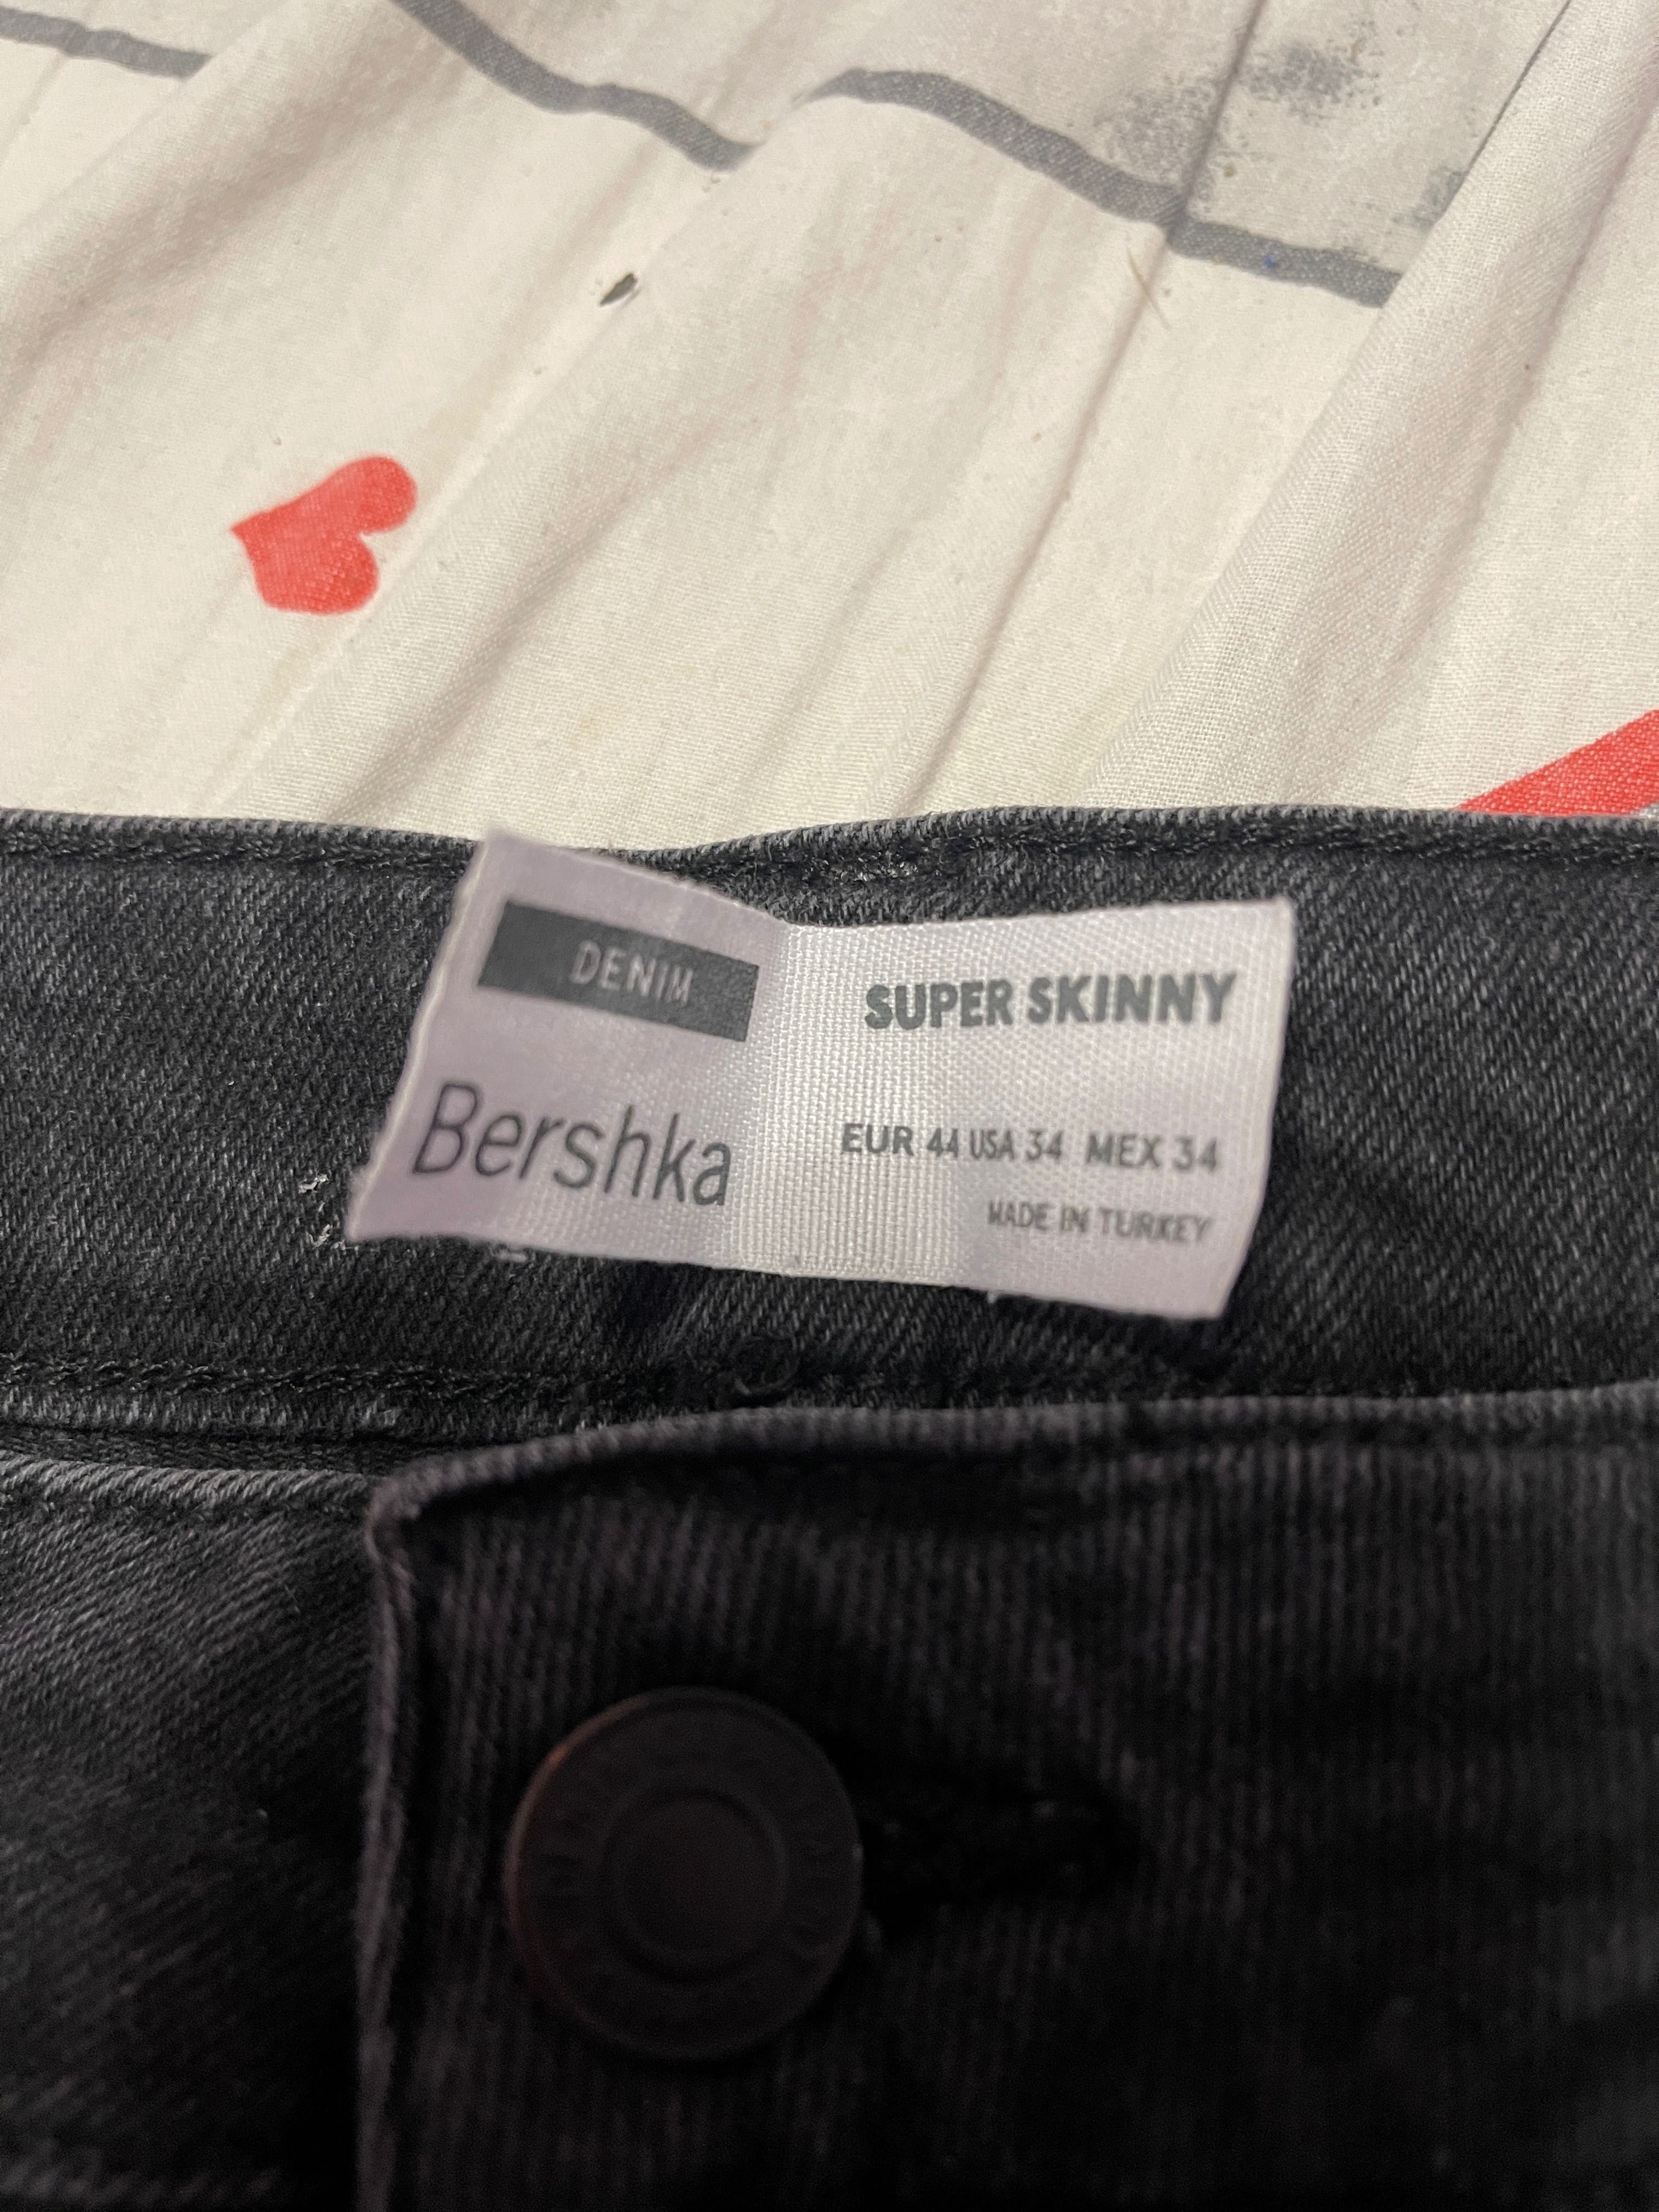 DENIM
Bershka
SUPER SKINNY
EUR 44 USA 34 MEX 34
MADE IN TURKEY